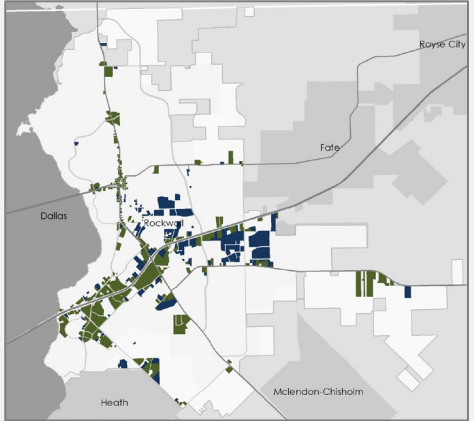 Royse City
Fate
Dallas
Rockwall
Mclendon-Chisholm
Heath